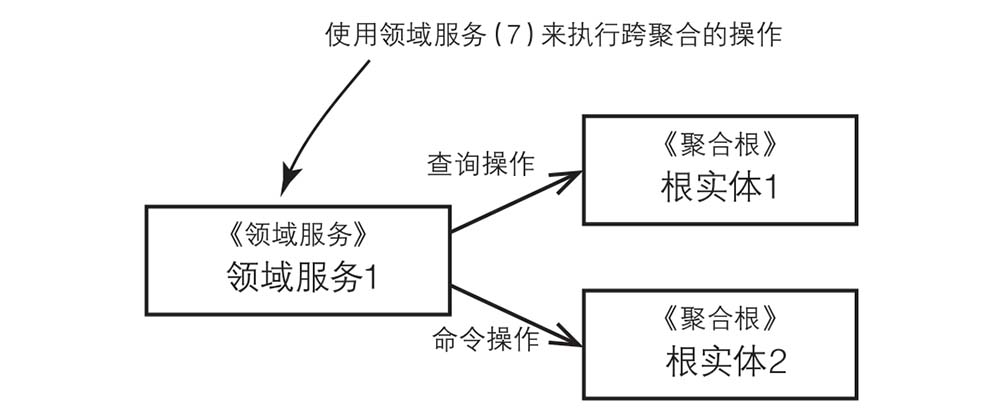 使用领域服务(7)来执行跨聚合的操作
查询操作
《聚合根》
根实体1
《领域服务》
领域服务1
命令操作
《聚合根》
根实体2